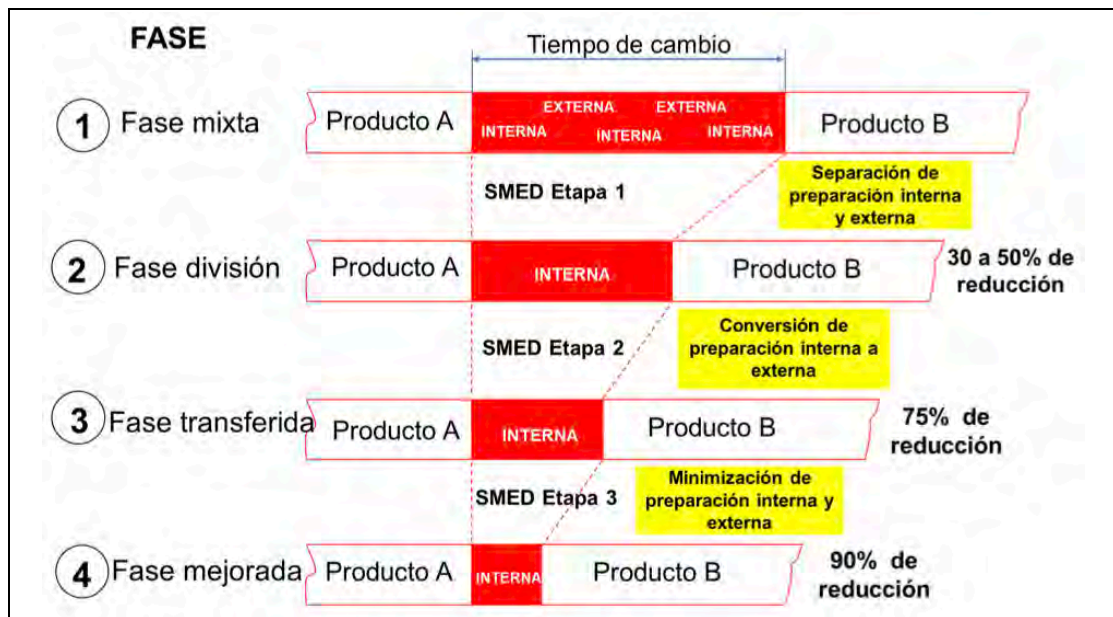 FASE
Tiempo de cambio
1 Fase mixta
Producto A
EXTERNA EXTERNA
INTERNA INTERNA INTERNA
Producto B
SMED Etapa 1
Separación de
preparación interna
y externa
2 Fase división
Producto A
INTERNA
Producto B
30 a 50% de
reducción
SMED Etapa 2
Conversión de
preparación interna a
externa
3 Fase transferida
Producto A
INTERNA
Producto B
75% de
reducción
SMED Etapa 3
Minimización de
preparación interna y
externa
4 Fase mejorada
Producto A
INTERNA
Producto B
90% de
reducción